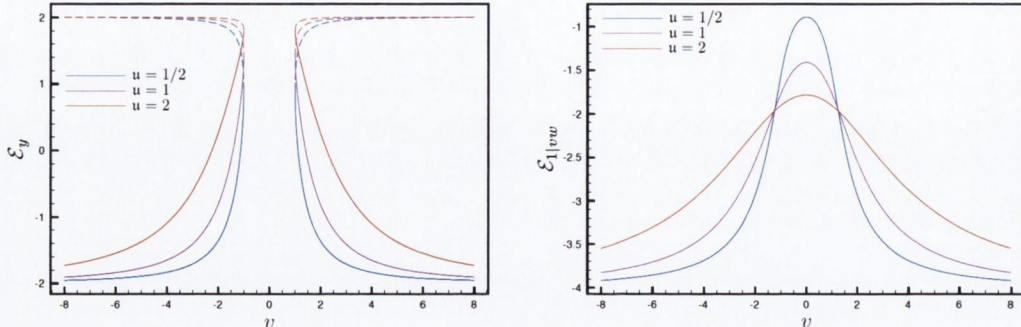 2
1
0
-1
-2
ℰ_y
u = 1/2
u = 1
u = 2
-8 -6 -4 -2 0 2 4 6 8
v
-1
-1.5
-2
-2.5
-3
-3.5
-4
ℰ_{1|vw}
u = 1/2
u = 1
u = 2
-8 -6 -4 -2 0 2 4 6 8
v